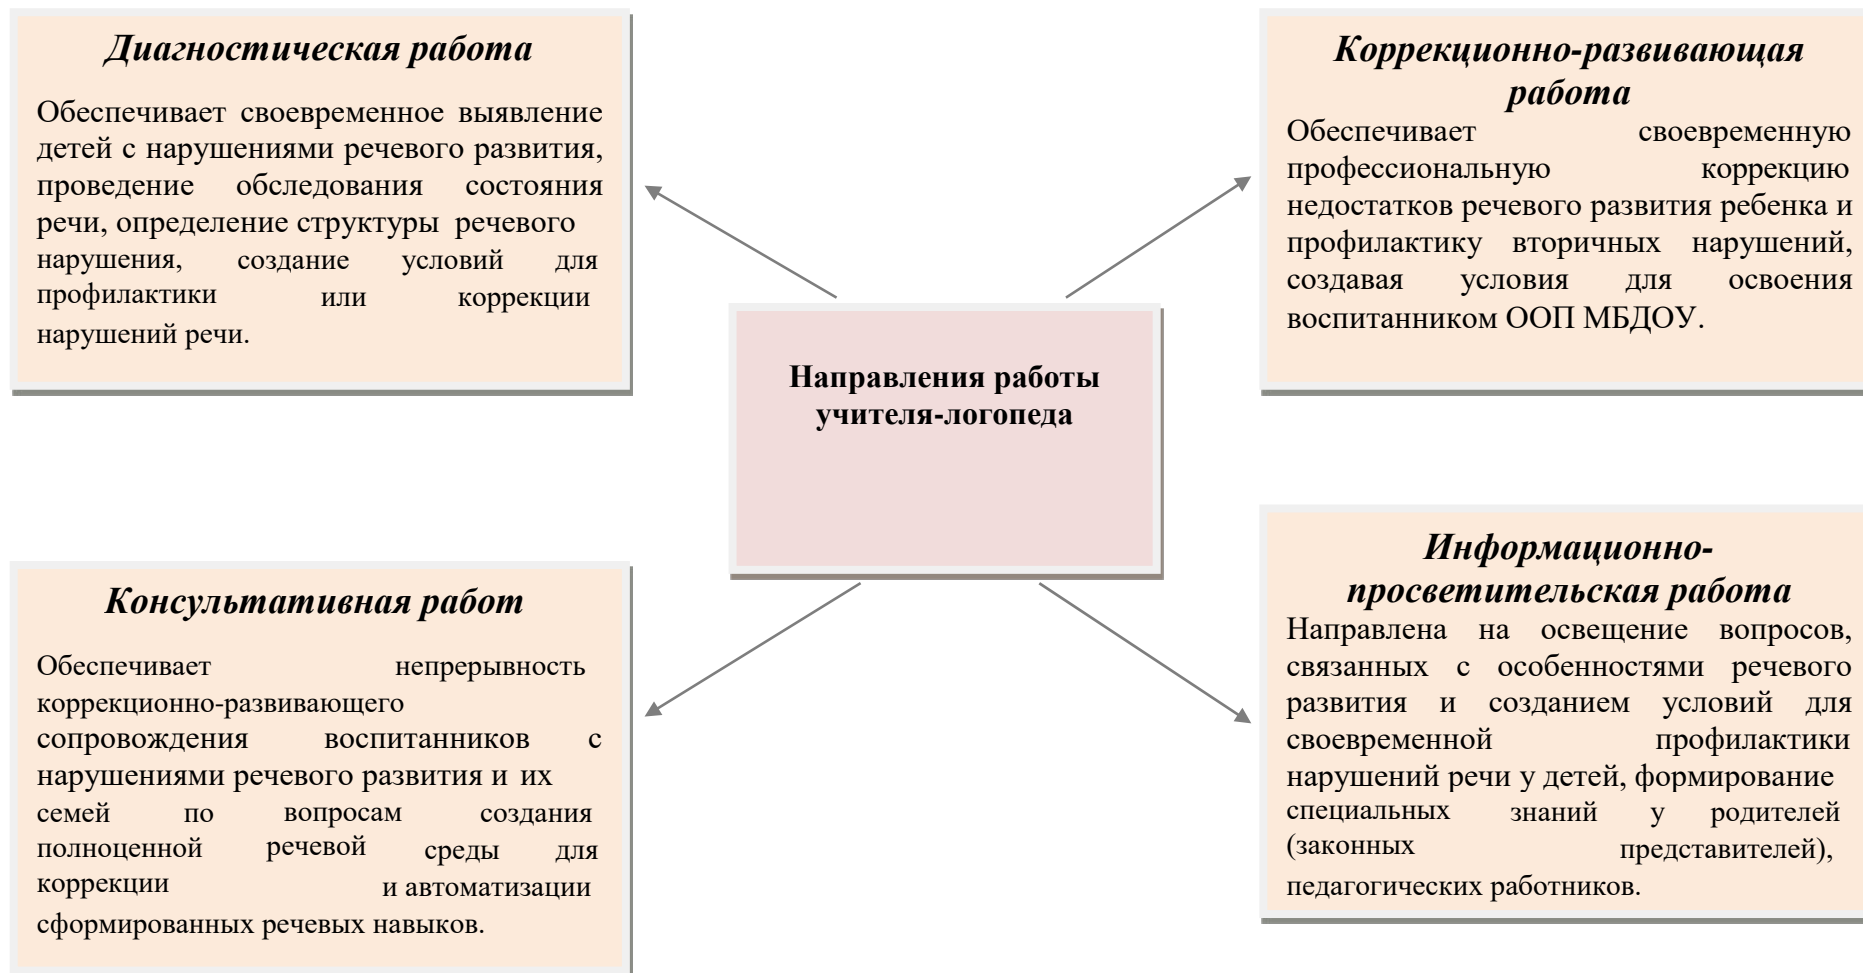 Диагностическая работа
Обеспечивает своевременное выявление
детей с нарушениями речевого развития,
проведение обследования состояния
речи, определение структуры речевого
нарушения, создание условий для
профилактики или коррекции
нарушений речи.
Коррекционно-развивающая
работа
Обеспечивает своевременную
профессиональную коррекцию
недостатков речевого развития ребенка и
профилактику вторичных нарушений,
создавая условия для освоения
воспитанником ООП МБДОУ.
Направления работы
учителя-логопеда
Консультативная работ
Обеспечивает непрерывность
коррекционно-развивающего
сопровождения воспитанников с
нарушениями речевого развития и их
семей по вопросам создания
полноценной речевой среды для
коррекции и автоматизации
сформированных речевых навыков.
Информационно-
просветительская работа
Направлена на освещение вопросов,
связанных с особенностями речевого
развития и созданием условий для
своевременной профилактики
нарушений речи у детей, формирование
специальных знаний у родителей
(законных представителей),
педагогических работников.